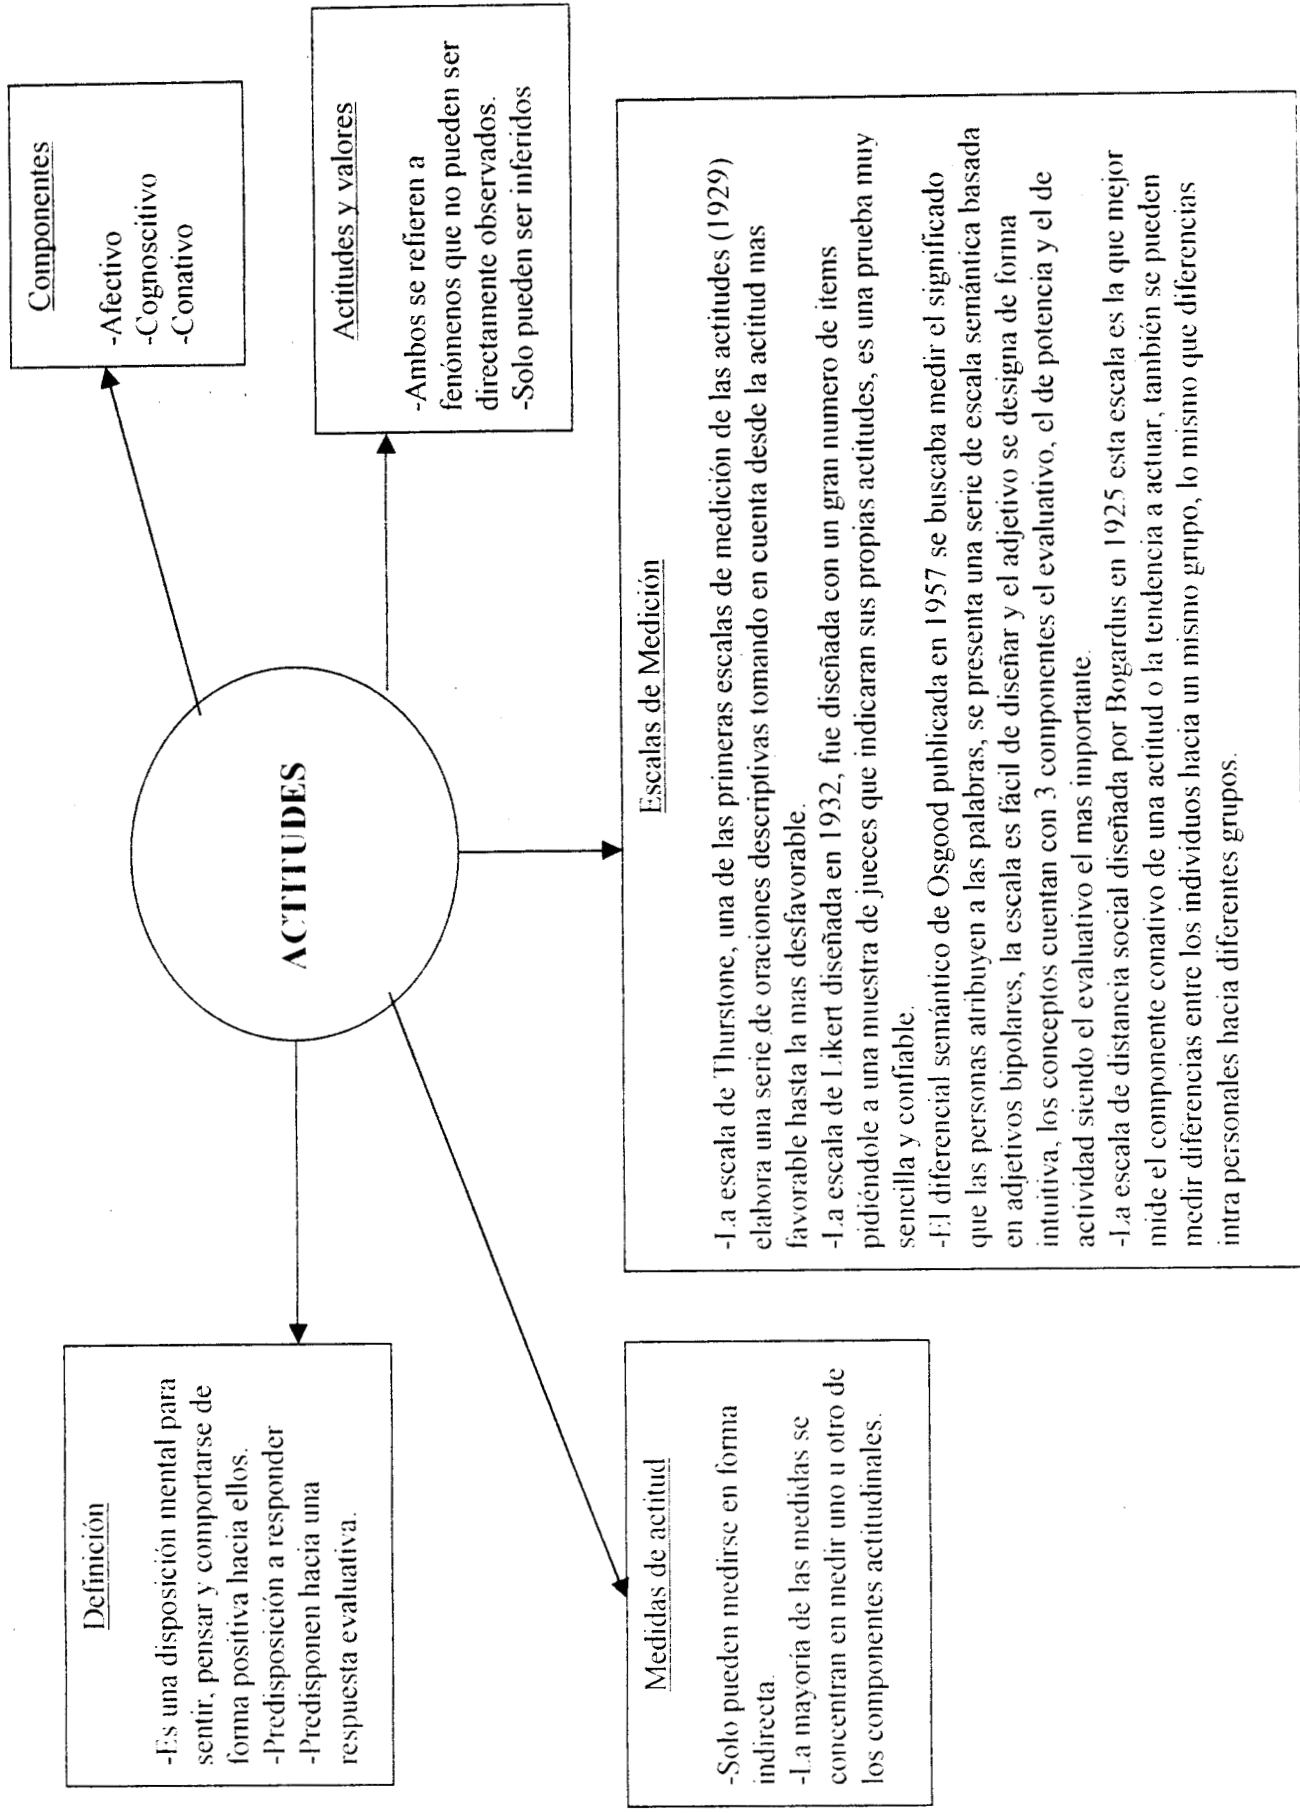 Definición
-Es una disposición mental para
sentir, pensar y comportarse de
forma positiva hacia ellos.
-Predisposición a responder
-Predisponen hacia una
respuesta evaluativa.
ACTITUDES
Componentes
-Afectivo
-Cognoscitivo
-Conativo
Actitudes y valores
-Ambos se refieren a
fenómenos que no pueden ser
directamente observados.
-Solo pueden ser inferidos
Medidas de actitud
-Solo pueden medirse en forma
indirecta.
-La mayoría de las medidas se
concentran en medir uno u otro de
los componentes actitudinales.
Escalas de Medición
-La escala de Thurstone, una de las primeras escalas de medición de las actitudes (1929)
elabora una serie de oraciones descriptivas tomando en cuenta desde la actitud mas
favorable hasta la mas desfavorable.
-La escala de Likert diseñada en 1932, fue diseñada con un gran numero de items
pidiéndole a una muestra de jueces que indicaran sus propias actitudes, es una prueba muy
sencilla y confiable.
-El diferencial semántico de Osgood publicada en 1957 se buscaba medir el significado
que las personas atribuyen a las palabras, se presenta una serie de escala semántica basada
en adjetivos bipolares, la escala es fácil de diseñar y el adjetivo se designa de forma
intuitiva, los conceptos cuentan con 3 componentes el evaluativo, el de potencia y el de
actividad siendo el evaluativo el mas importante.
-La escala de distancia social diseñada por Bogardus en 1925 esta escala es la que mejor
mide el componente conativo de una actitud o la tendencia a actuar, también se pueden
medir diferencias entre los individuos hacia un mismo grupo, lo mismo que diferencias
intra personales hacia diferentes grupos.